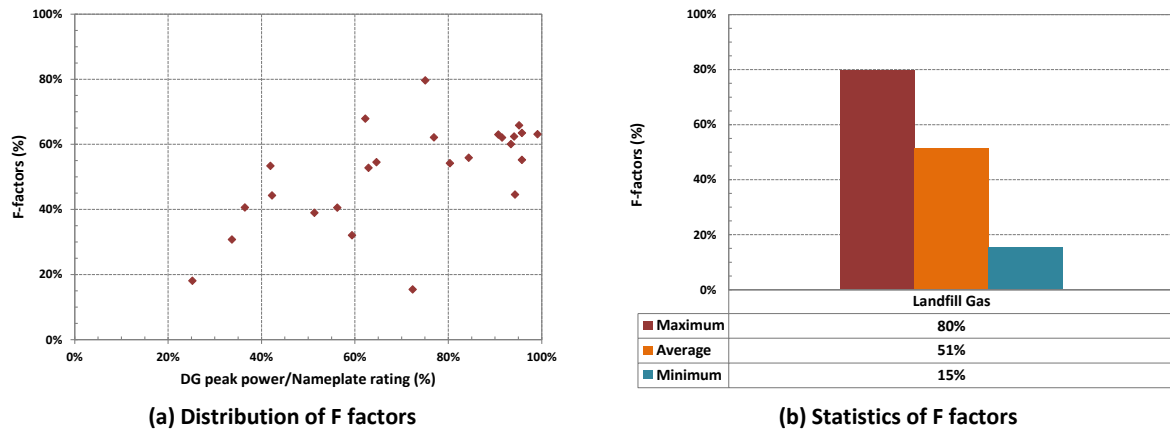 100%
80%
60%
40%
20%
0%
F-factors (%)
0% 20% 40% 60% 80% 100%
DG peak power/Nameplate rating (%)
(a) Distribution of F factors
100%
80%
60%
40%
20%
0%
F-factors (%)
Landfill Gas
Maximum 80%
Average 51%
Minimum 15%
(b) Statistics of F factors